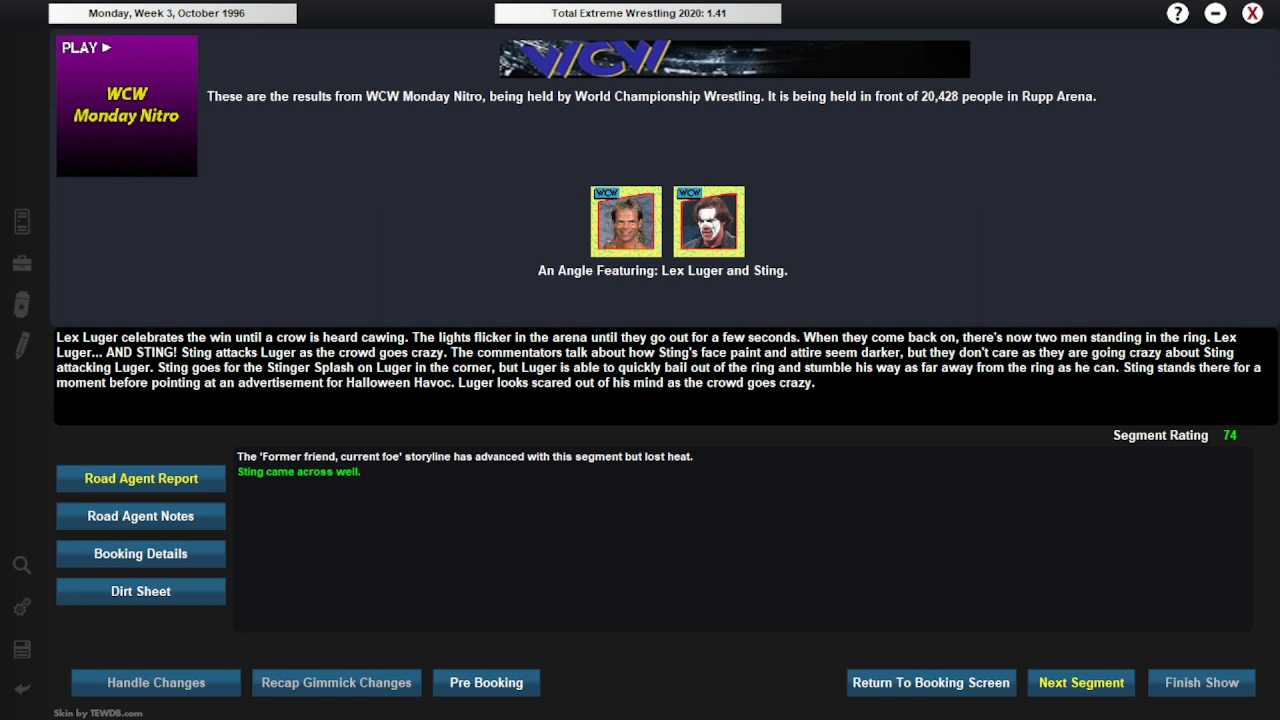 Monday, Week 3, October 1996
Total Extreme Wrestling 2020: 1.41
? X
PLAY
WCW
Monday Nitro
WCW
These are the results from WCW Monday Nitro, being held by World Championship Wrestling. It is being held in front of 20,428 people in Rupp Arena.
WCW WCW
An Angle Featuring: Lex Luger and Sting.
Lex Luger celebrates the win until a crow is heard cawing. The lights flicker in the arena until they go out for a few seconds. When they come back on, there's now two men standing in the ring. Lex
Luger... AND STING! Sting attacks Luger as the crowd goes crazy. The commentators talk about how Sting's face paint and attire seem darker, but they don't care as they are going crazy about Sting
attacking Luger. Sting goes for the Stinger Splash on Luger in the corner, but Luger is able to quickly bail out of the ring and stumble his way as far away from the ring as he can. Sting stands there for a
moment before pointing at an advertisement for Halloween Havoc. Luger looks scared out of his mind as the crowd goes crazy.
Segment Rating 74
The 'Former friend, current foe' storyline has advanced with this segment but lost heat.
Sting came across well.
Road Agent Report
Road Agent Notes
Booking Details
Dirt Sheet
Handle Changes Recap Gimmick Changes Pre Booking Return To Booking Screen Next Segment Finish Show
Skin by TEWDB.com